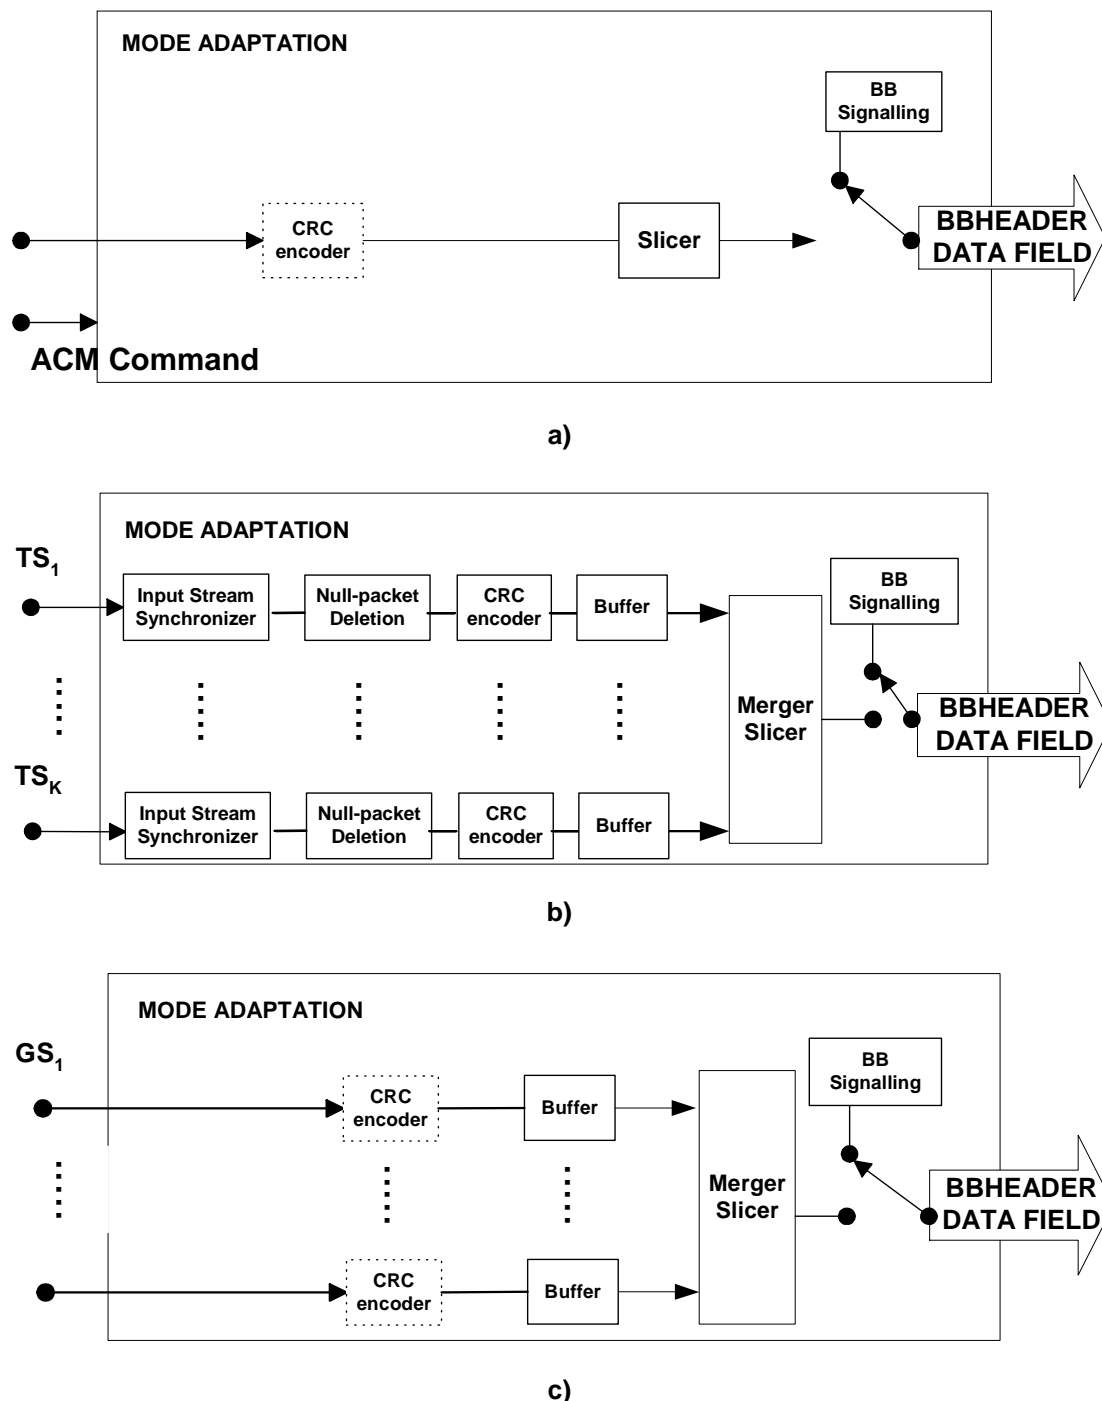 MODE ADAPTATION
BB
Signalling
CRC
encoder
Slicer
BBHEADER
DATA FIELD
ACM Command
a)
MODE ADAPTATION
TS1
Input Stream
Synchronizer
Null-packet
Deletion
CRC
encoder
Buffer
BB
Signalling
Merger
Slicer
BBHEADER
DATA FIELD
TSK
Input Stream
Synchronizer
Null-packet
Deletion
CRC
encoder
Buffer
b)
MODE ADAPTATION
GS1
CRC
encoder
Buffer
BB
Signalling
Merger
Slicer
BBHEADER
DATA FIELD
CRC
encoder
Buffer
c)